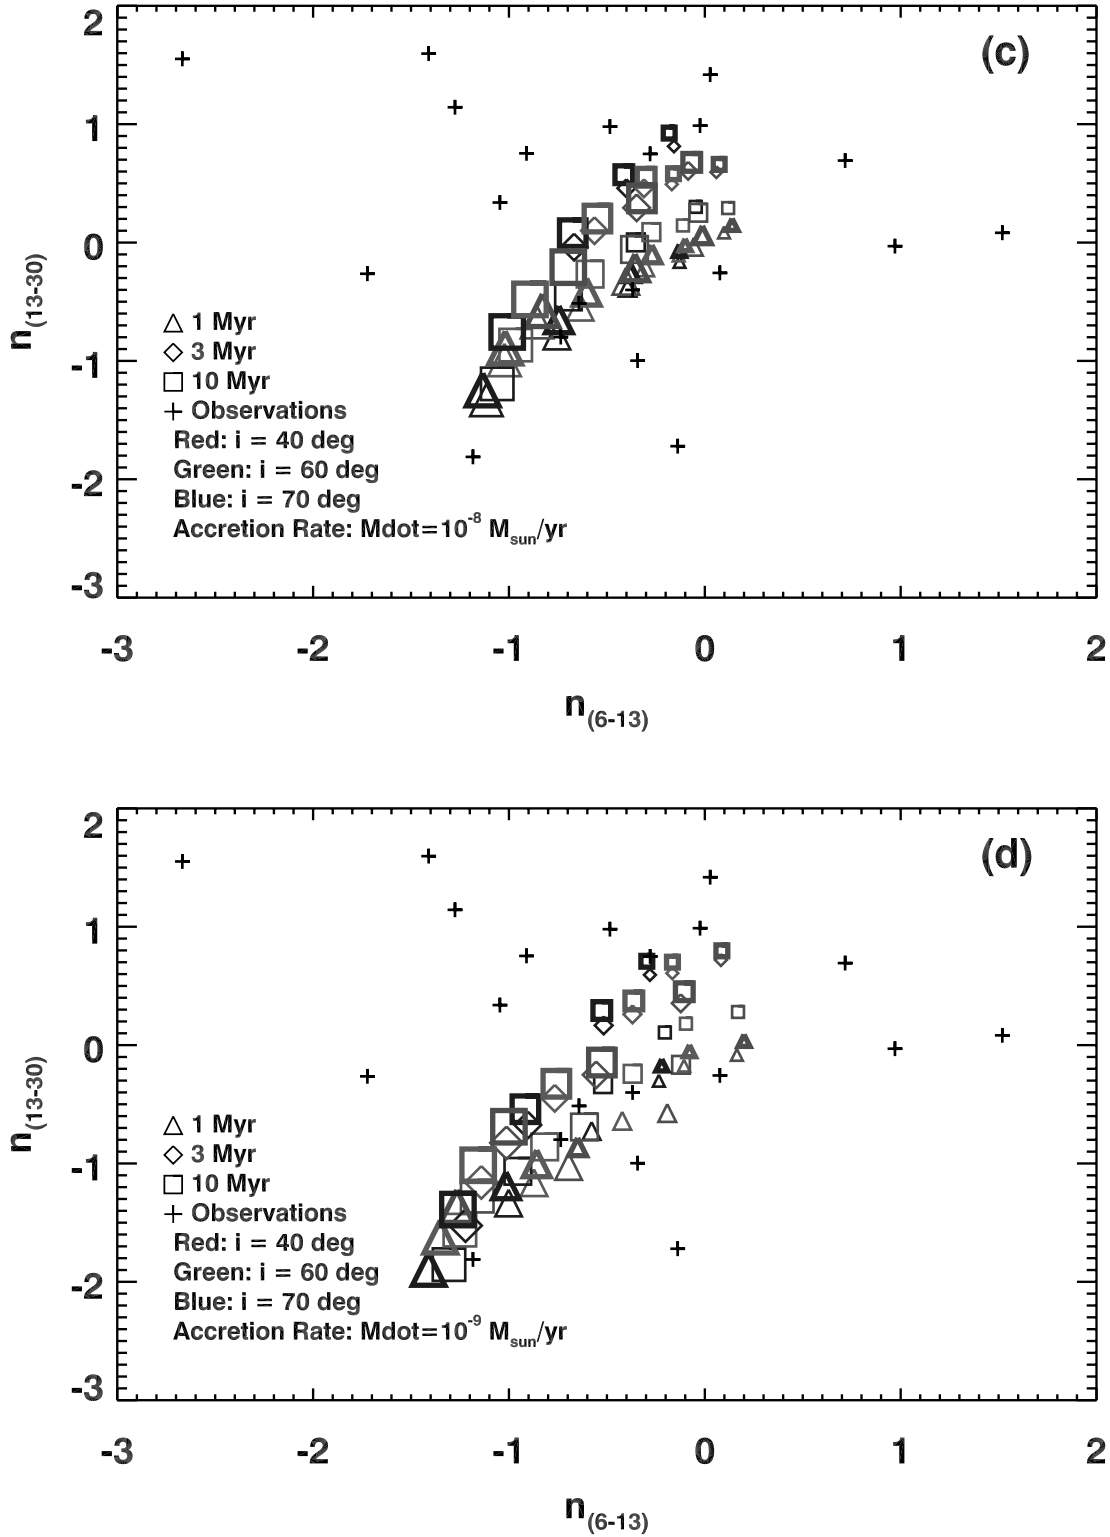 2
(c)
1
0
n(13-30)
△ 1 Myr
◇ 3 Myr
-1
□ 10 Myr
+ Observations
Red: i = 40 deg
Green: i = 60 deg
-2
Blue: i = 70 deg
Accretion Rate: Mdot=10^-8 M_sun/yr
-3
-3 -2 -1 0 1 2
n(6-13)
2
(d)
1
0
n(13-30)
△ 1 Myr
◇ 3 Myr
-1
□ 10 Myr
+ Observations
Red: i = 40 deg
Green: i = 60 deg
-2
Blue: i = 70 deg
Accretion Rate: Mdot=10^-9 M_sun/yr
-3
-3 -2 -1 0 1 2
n(6-13)